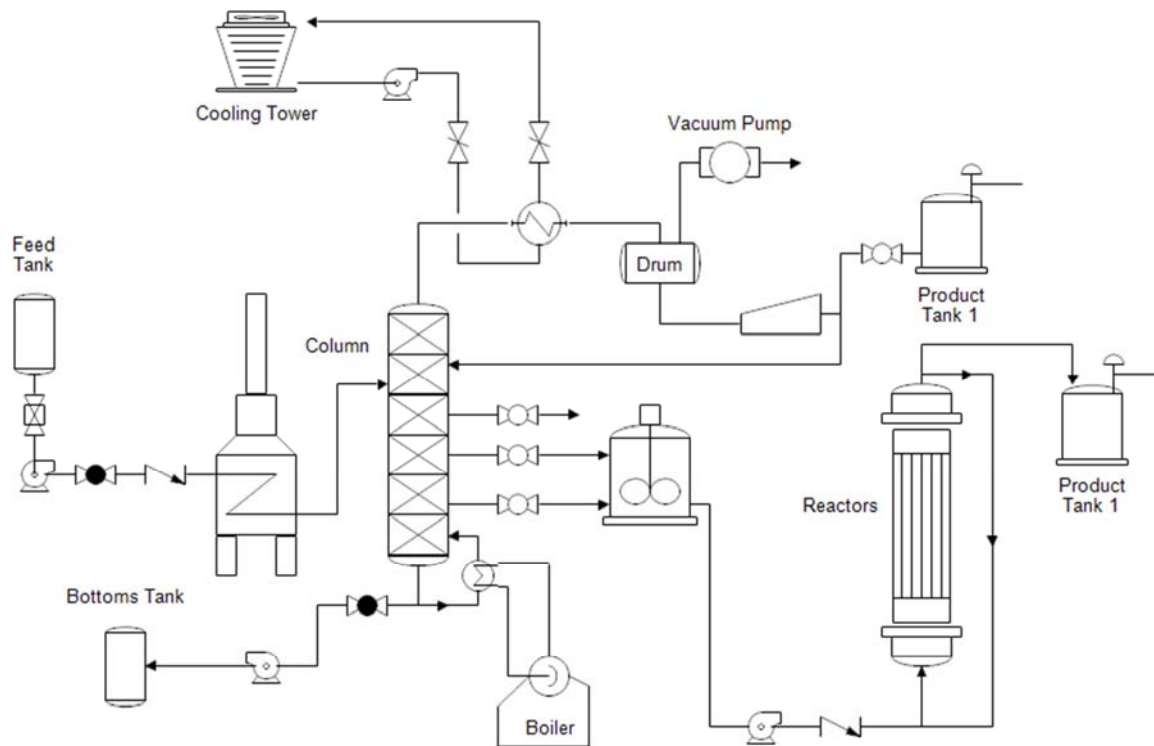 Cooling Tower
Vacuum Pump
Feed
Tank
Drum
Product
Tank 1
Column
Product
Tank 1
Reactors
Bottoms Tank
Boiler